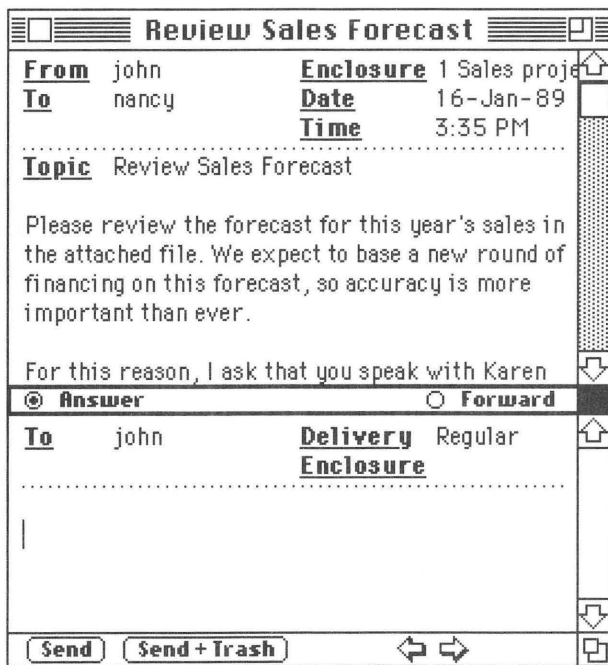 Review Sales Forecast
From john Enclosure 1 Sales proje
To nancy Date 16-Jan-89
Time 3:35 PM
Topic Review Sales Forecast
Please review the forecast for this year's sales in
the attached file. We expect to base a new round of
financing on this forecast, so accuracy is more
important than ever.
For this reason, I ask that you speak with Karen
Answer Forward
To john Delivery Regular
Enclosure
Send Send+Trash